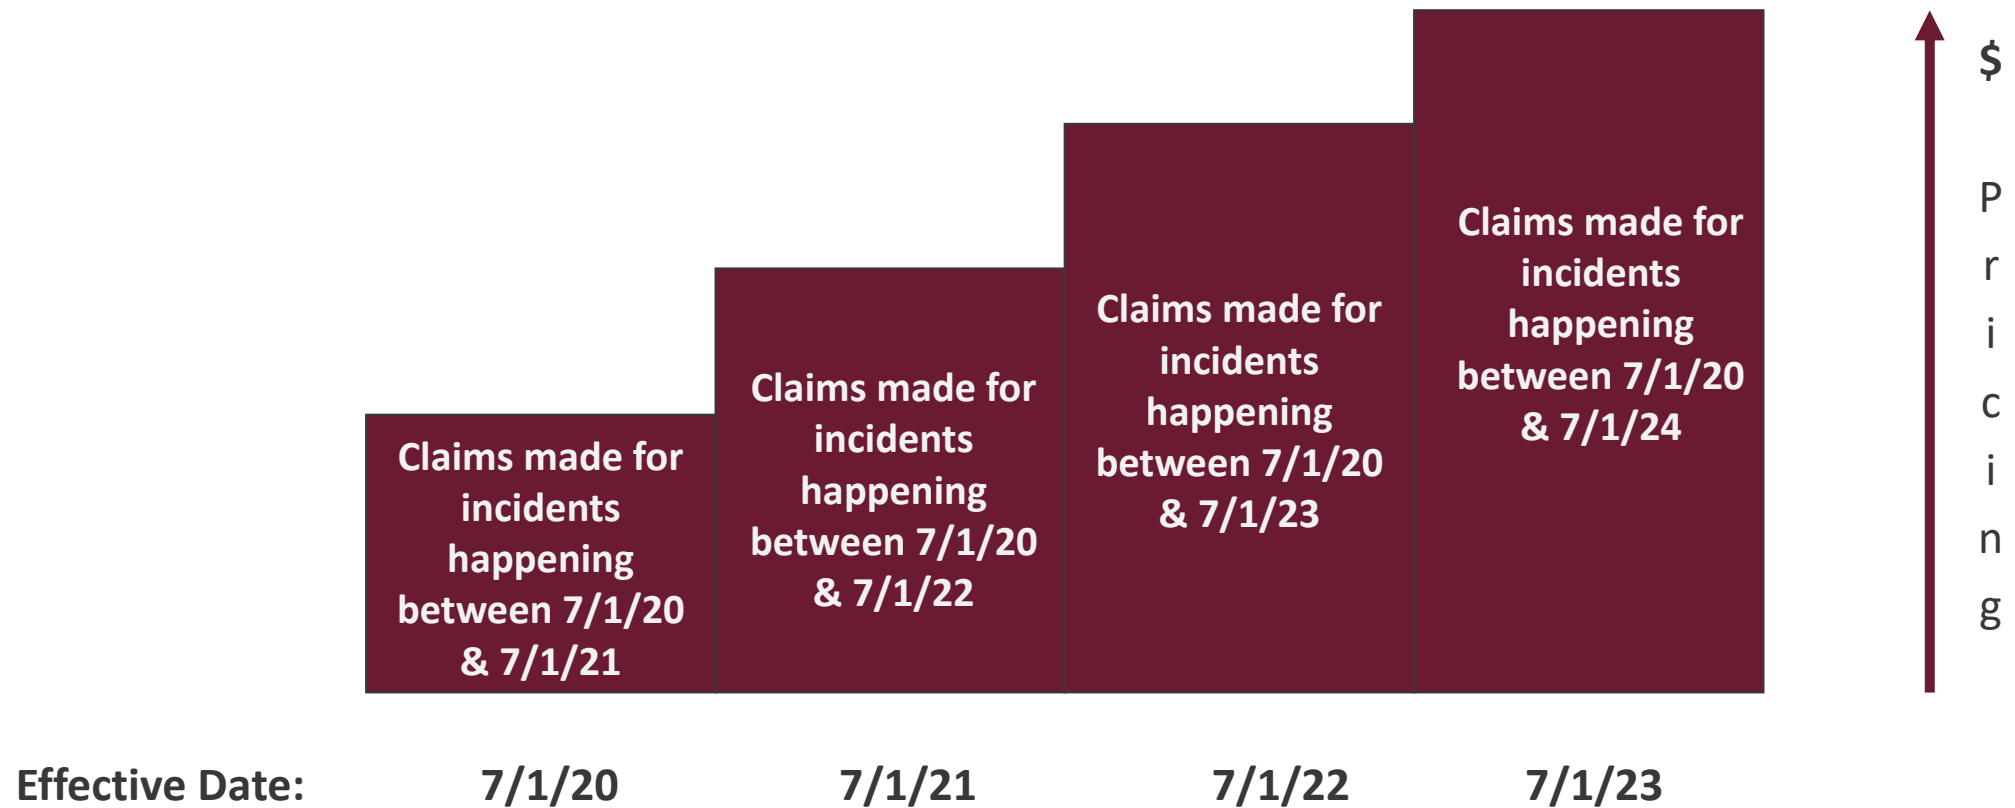 Claims made for
incidents
happening
between 7/1/20
& 7/1/21
Claims made for
incidents
happening
between 7/1/20
& 7/1/22
Claims made for
incidents
happening
between 7/1/20
& 7/1/23
Claims made for
incidents
happening
between 7/1/20
& 7/1/24
$
P
r
i
c
i
n
g
Effective Date: 7/1/20 7/1/21 7/1/22 7/1/23